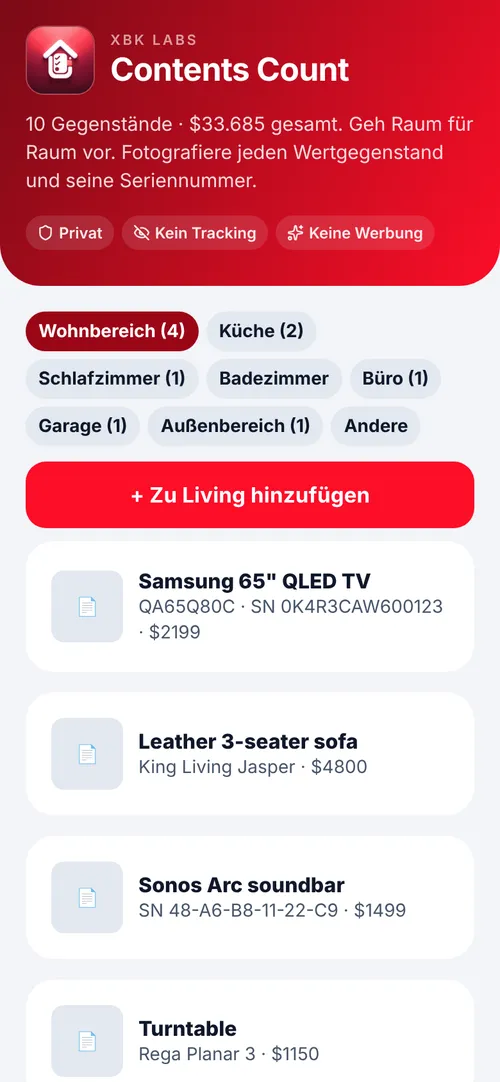 XBK LABS
Contents Count
10 Gegenstände · $33.685 gesamt. Geh Raum für
Raum vor. Fotografiere jeden Wertgegenstand
und seine Seriennummer.
Privat
Kein Tracking
Keine Werbung
Wohnbereich (4)
Küche (2)
Schlafzimmer (1)
Badezimmer
Büro (1)
Garage (1)
Außenbereich (1)
Andere
+ Zu Living hinzufügen
Samsung 65" QLED TV
QA65Q80C · SN 0K4R3CAW600123
· $2199
Leather 3-seater sofa
King Living Jasper · $4800
Sonos Arc soundbar
SN 48-A6-B8-11-22-C9 · $1499
Turntable
Rega Planar 3 · $1150